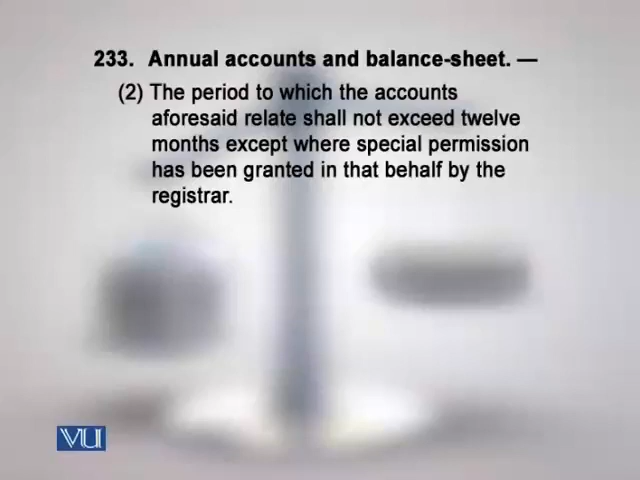 233. Annual accounts and balance-sheet. —
(2) The period to which the accounts
aforesaid relate shall not exceed twelve
months except where special permission
has been granted in that behalf by the
registrar.
VU